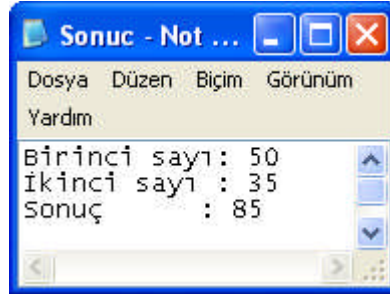 Sonuc - Not ...
Dosya Düzen Biçim Görünüm
Yardım
Birinci sayı: 50
İkinci sayı : 35
Sonuç : 85